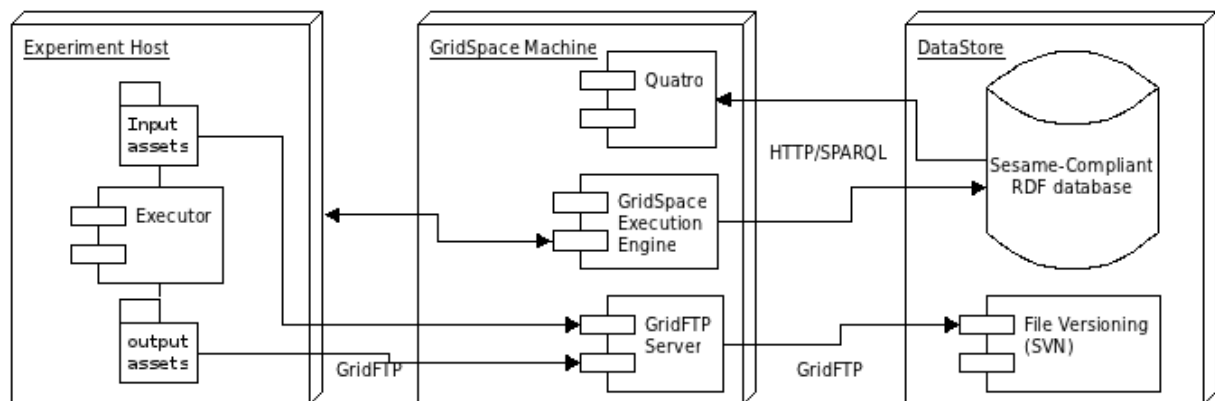 Experiment Host
Input
assets
Executor
output
assets
GridFTP
GridSpace Machine
Quatro
GridSpace
Execution
Engine
GridFTP
Server
HTTP/SPARQL
GridFTP
DataStore
Sesame-Compliant
RDF database
File Versioning
(SVN)